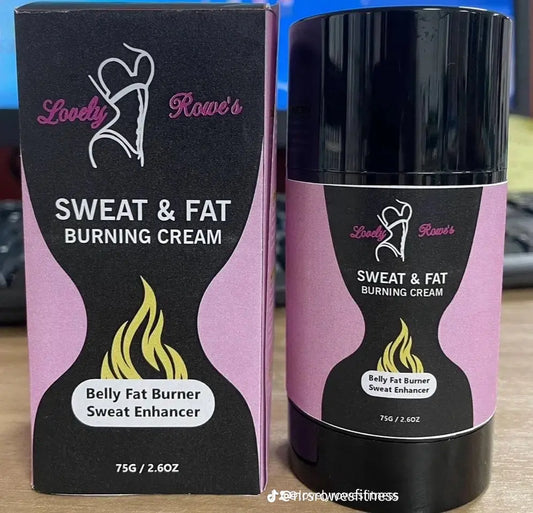 Lovely Rowe's
SWEAT & FAT
BURNING CREAM
Belly Fat Burner
Sweat Enhancer
75G / 2.6OZ
Lovely Rowe's
SWEAT & FAT
BURNING CREAM
Belly Fat Burner
Sweat Enhancer
75G / 2.6OZ